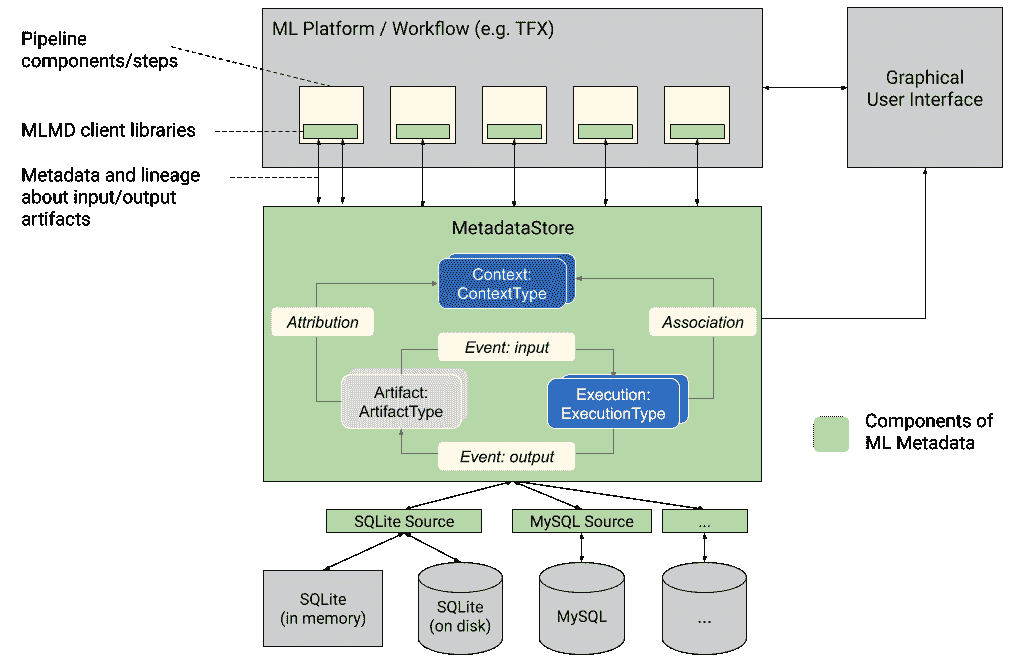 ML Platform / Workflow (e.g. TFX)
Pipeline
components/steps
MLMD client libraries
Metadata and lineage
about input/output
artifacts
Graphical
User Interface
MetadataStore
Context:
ContextType
Attribution
Association
Event: input
Artifact:
ArtifactType
Execution:
ExecutionType
Event: output
Components of
ML Metadata
SQLite Source
MySQL Source
...
SQLite
(in memory)
SQLite
(on disk)
MySQL
...